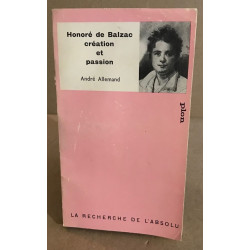 Honoré de Balzac
création
et
passion
André Allemand
plon
LA RECHERCHE DE L'ABSOLU